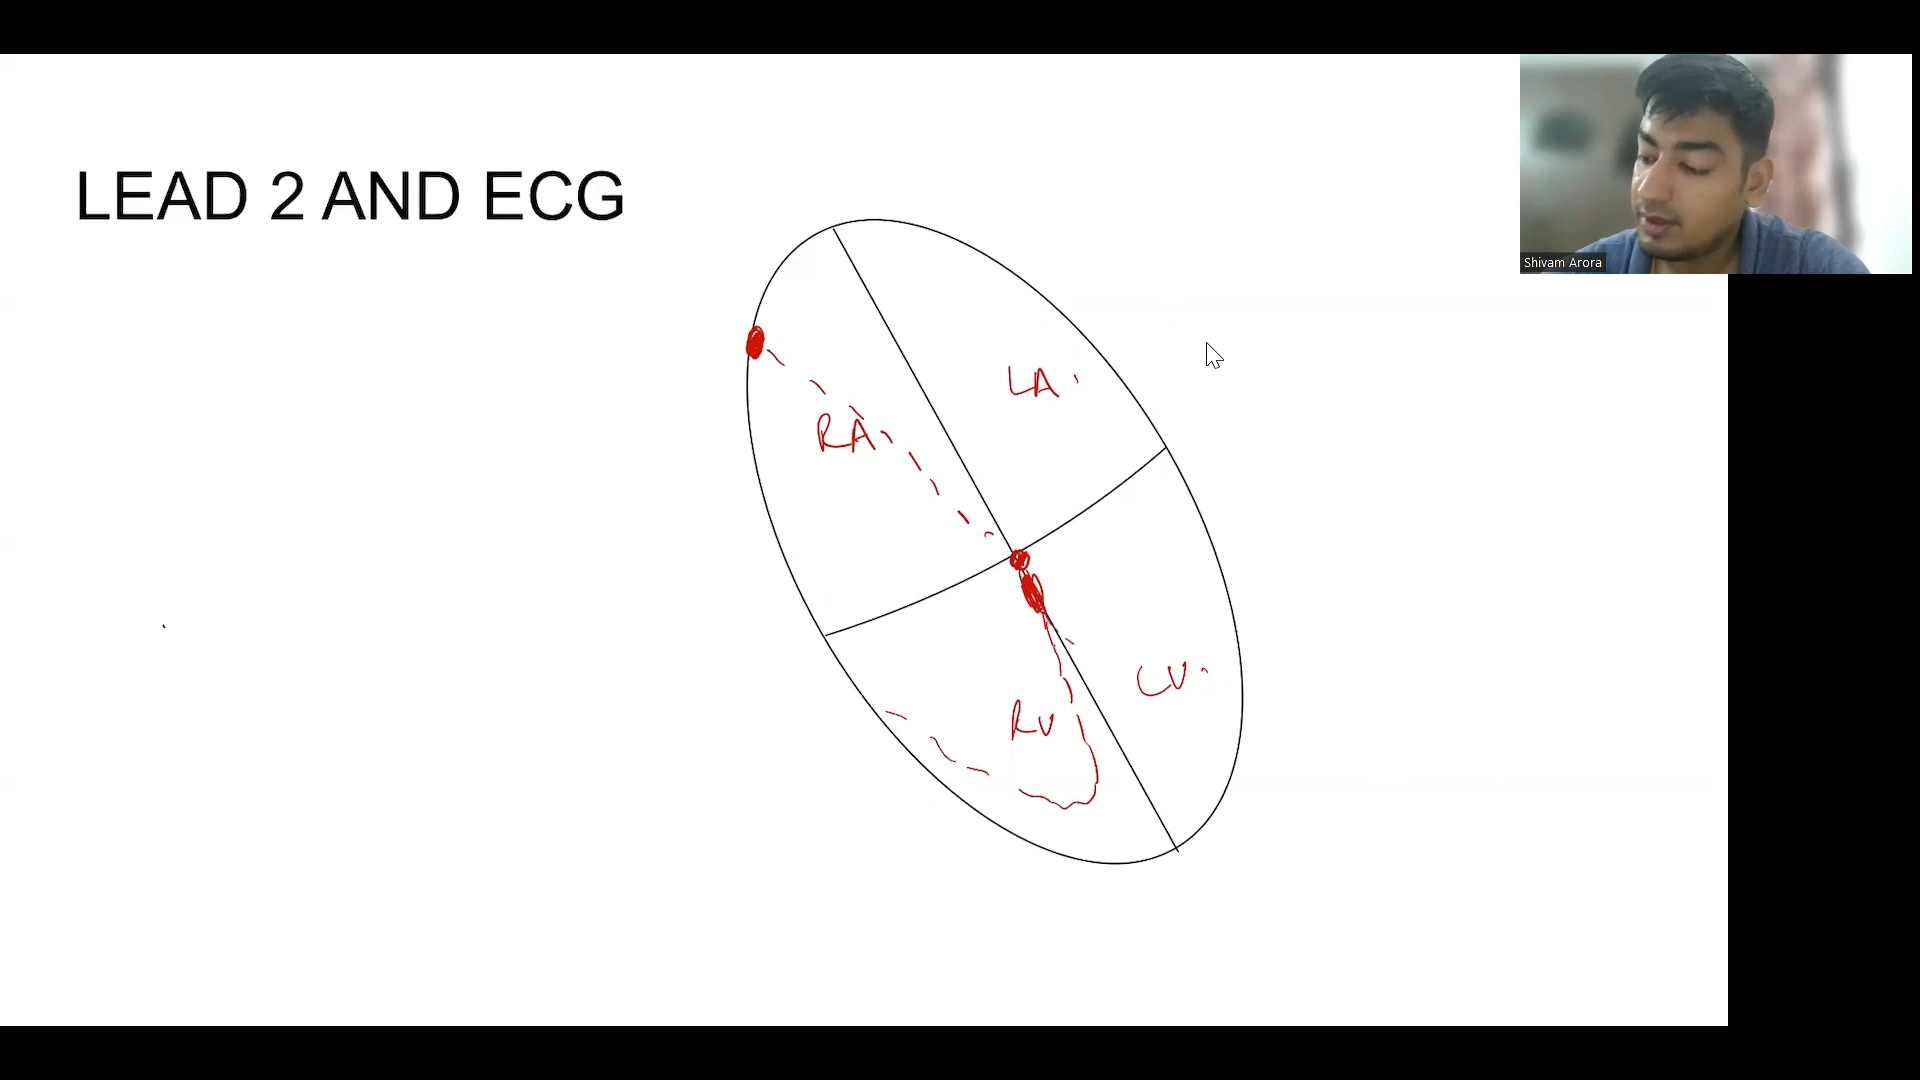 LEAD 2 AND ECG
Shivam Arora
LA.
RA.
LV.
RV